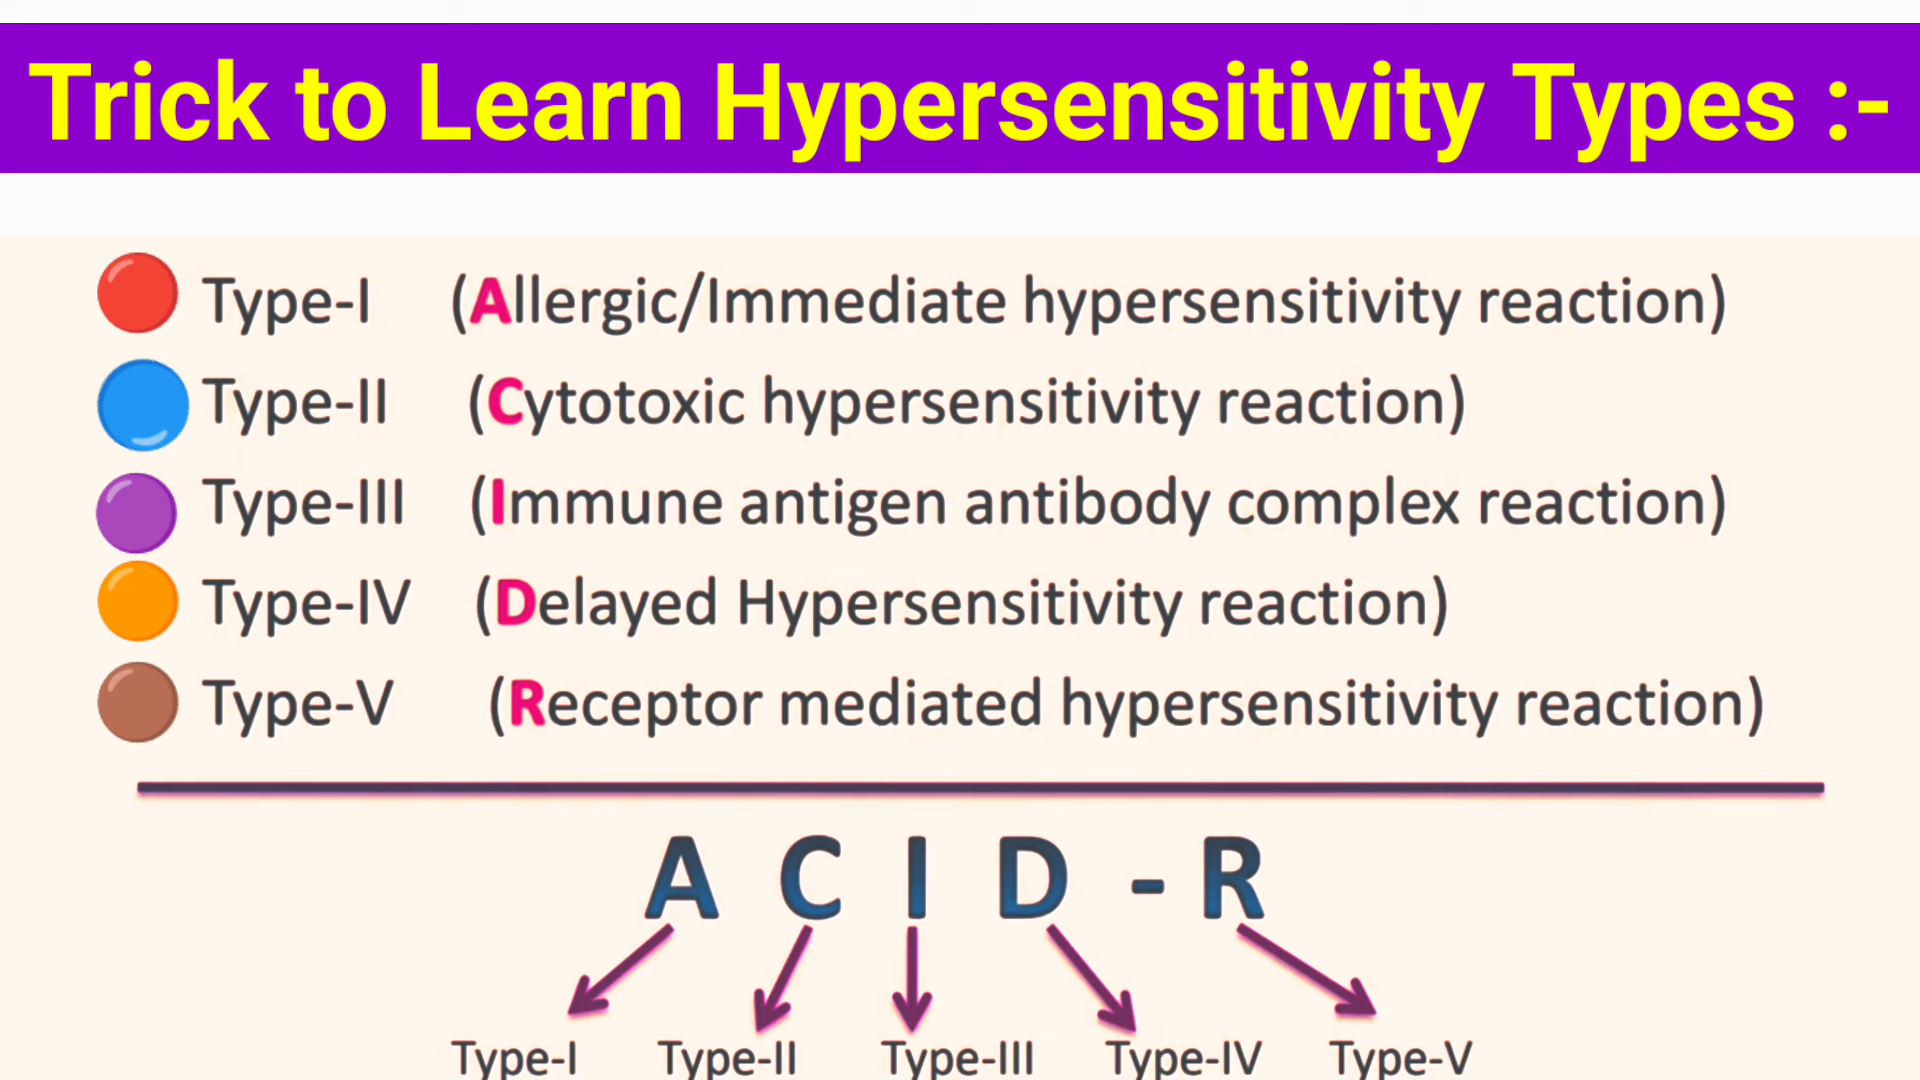 Trick to Learn Hypersensitivity Types :-
Type-I (Allergic/Immediate hypersensitivity reaction)
Type-II (Cytotoxic hypersensitivity reaction)
Type-III (Immune antigen antibody complex reaction)
Type-IV (Delayed Hypersensitivity reaction)
Type-V (Receptor mediated hypersensitivity reaction)
A C I D - R
Type-I Type-II Type-III Type-IV Type-V